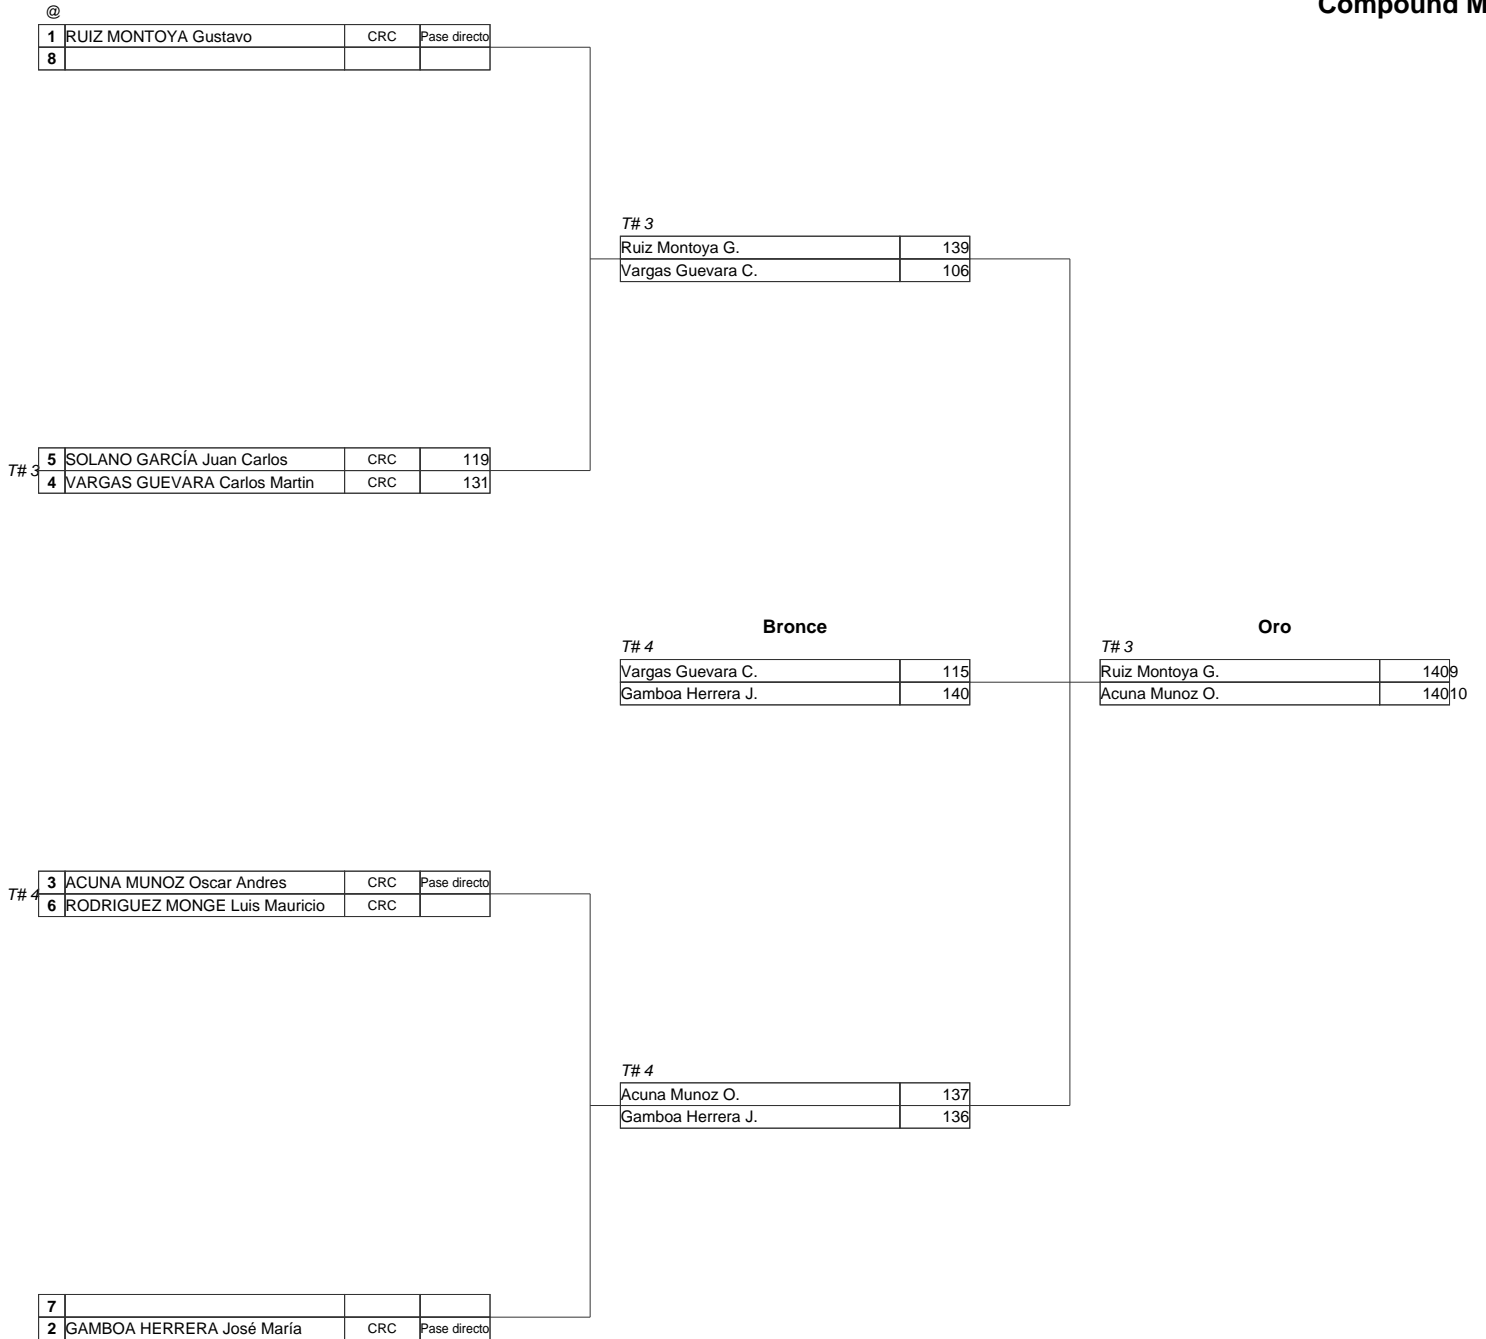 Compound M
@
1 RUIZ MONTOYA Gustavo CRC Pase directo
8
T# 3
Ruiz Montoya G. 139
Vargas Guevara C. 106
T# 3
5 SOLANO GARCÍA Juan Carlos CRC 119
4 VARGAS GUEVARA Carlos Martin CRC 131
Bronce
T# 4
Vargas Guevara C. 115
Gamboa Herrera J. 140
Oro
T# 3
Ruiz Montoya G. 140 9
Acuna Munoz O. 140 10
T# 4
3 ACUNA MUNOZ Oscar Andres CRC Pase directo
6 RODRIGUEZ MONGE Luis Mauricio CRC
T# 4
Acuna Munoz O. 137
Gamboa Herrera J. 136
7
2 GAMBOA HERRERA José María CRC Pase directo